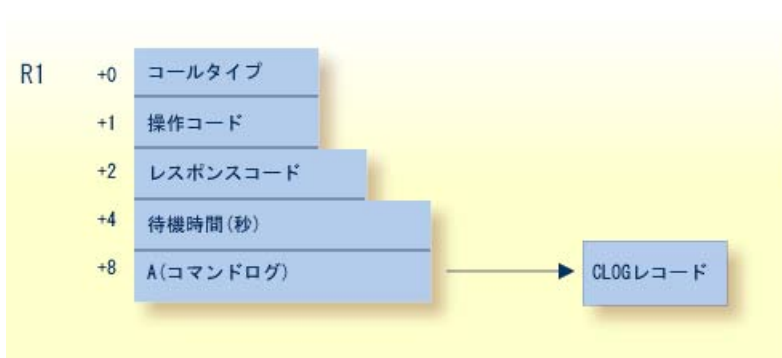 R1 +0 コールタイプ
+1 操作コード
+2 レスポンスコード
+4 待機時間(秒)
+8 A(コマンドログ) CLOGレコード